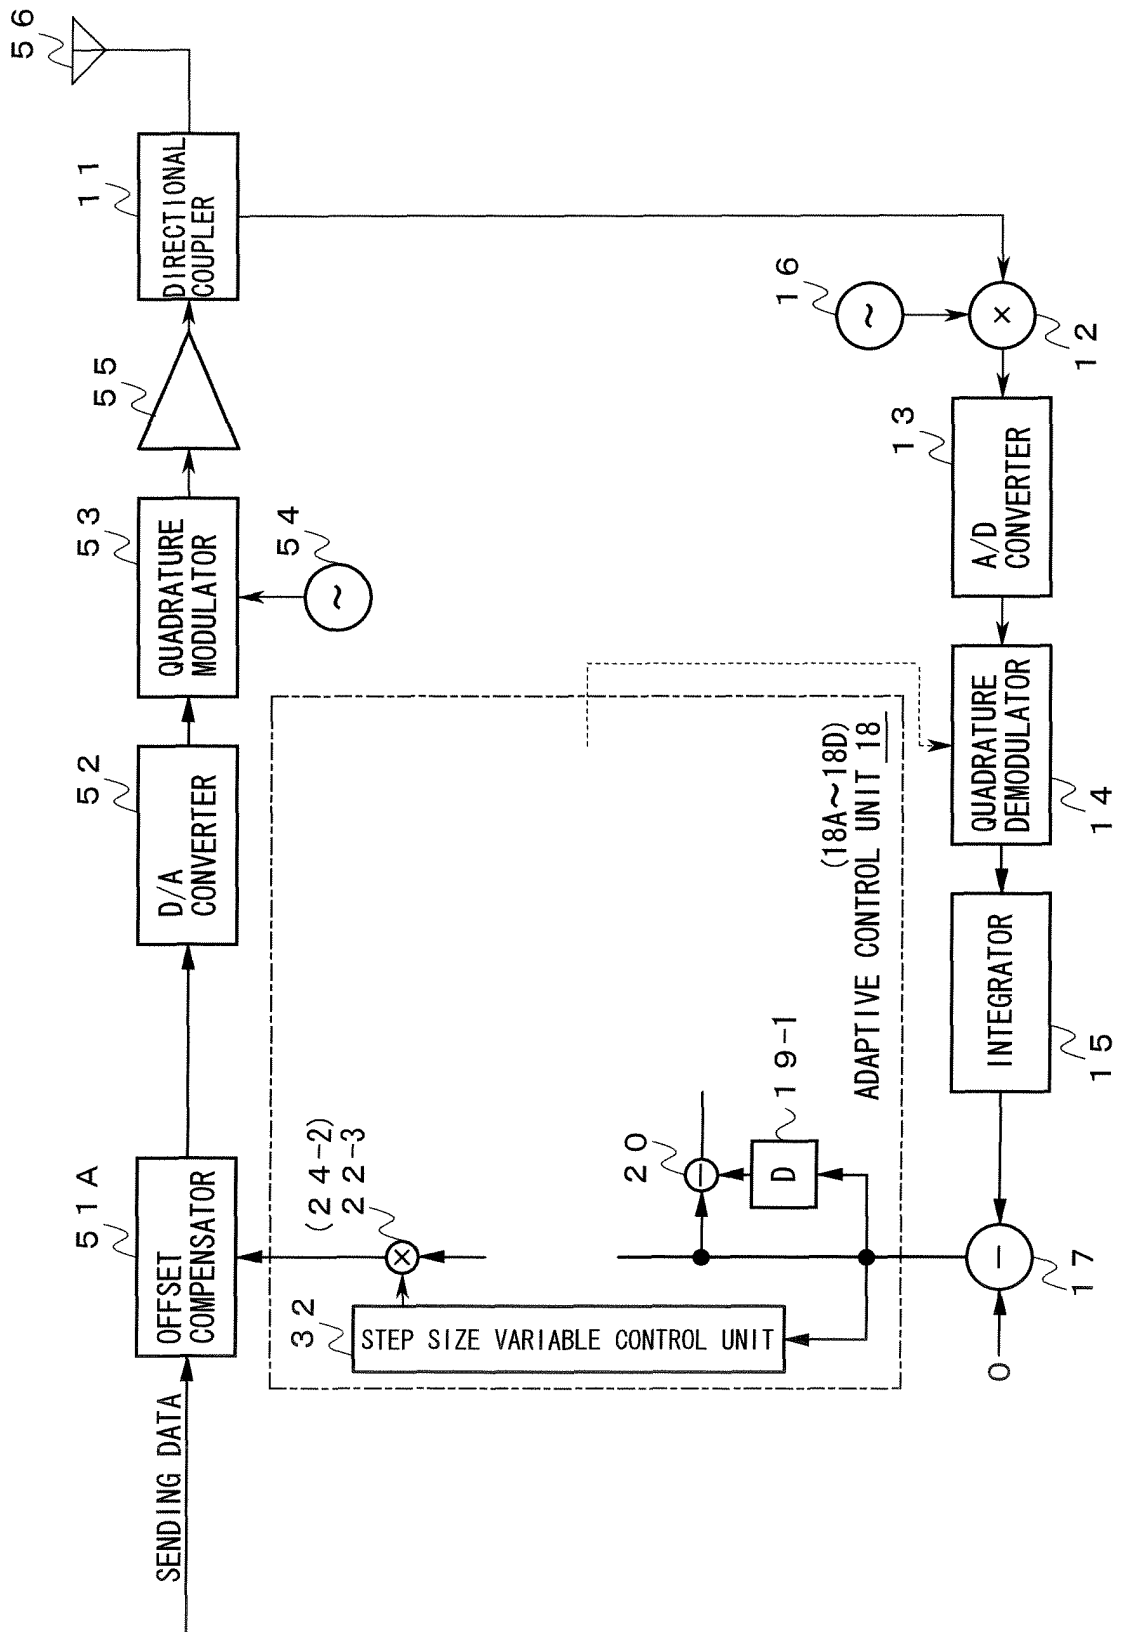 SENDING DATA
51A
OFFSET
COMPENSATOR
52
D/A
CONVERTER
53
QUADRATURE
MODULATOR
54
~
55
11
DIRECTIONAL
COUPLER
56
32
STEP SIZE VARIABLE CONTROL UNIT
(24-2)
22-3
×
20
−
D
19-1
(18A~18D)
ADAPTIVE CONTROL UNIT 18
16
~
×
12
13
A/D
CONVERTER
QUADRATURE
DEMODULATOR
14
INTEGRATOR
15
−
17
0